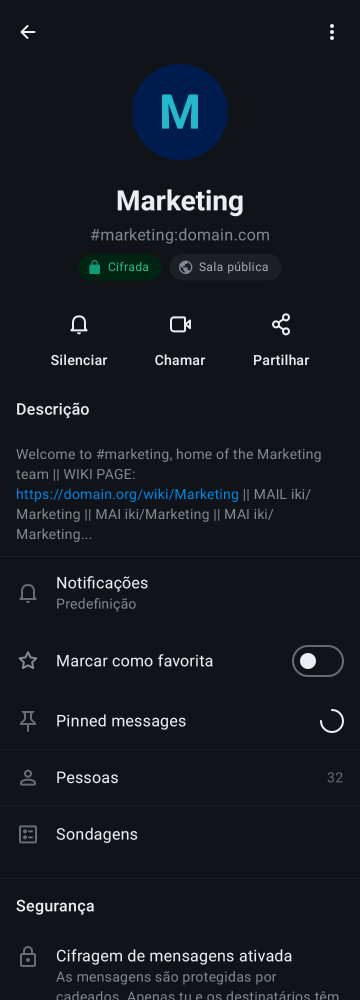 M
Marketing
#marketing:domain.com
Cifrada
Sala pública
Silenciar
Chamar
Partilhar
Descrição
Welcome to #marketing, home of the Marketing
team || WIKI PAGE:
https://domain.org/wiki/Marketing || MAIL iki/
Marketing || MAI iki/Marketing || MAI iki/
Marketing...
Notificações
Predefinição
Marcar como favorita
Pinned messages
Pessoas
32
Sondagens
Segurança
Cifragem de mensagens ativada
As mensagens são protegidas por
cadeados. Apenas tu e os destinatários têm